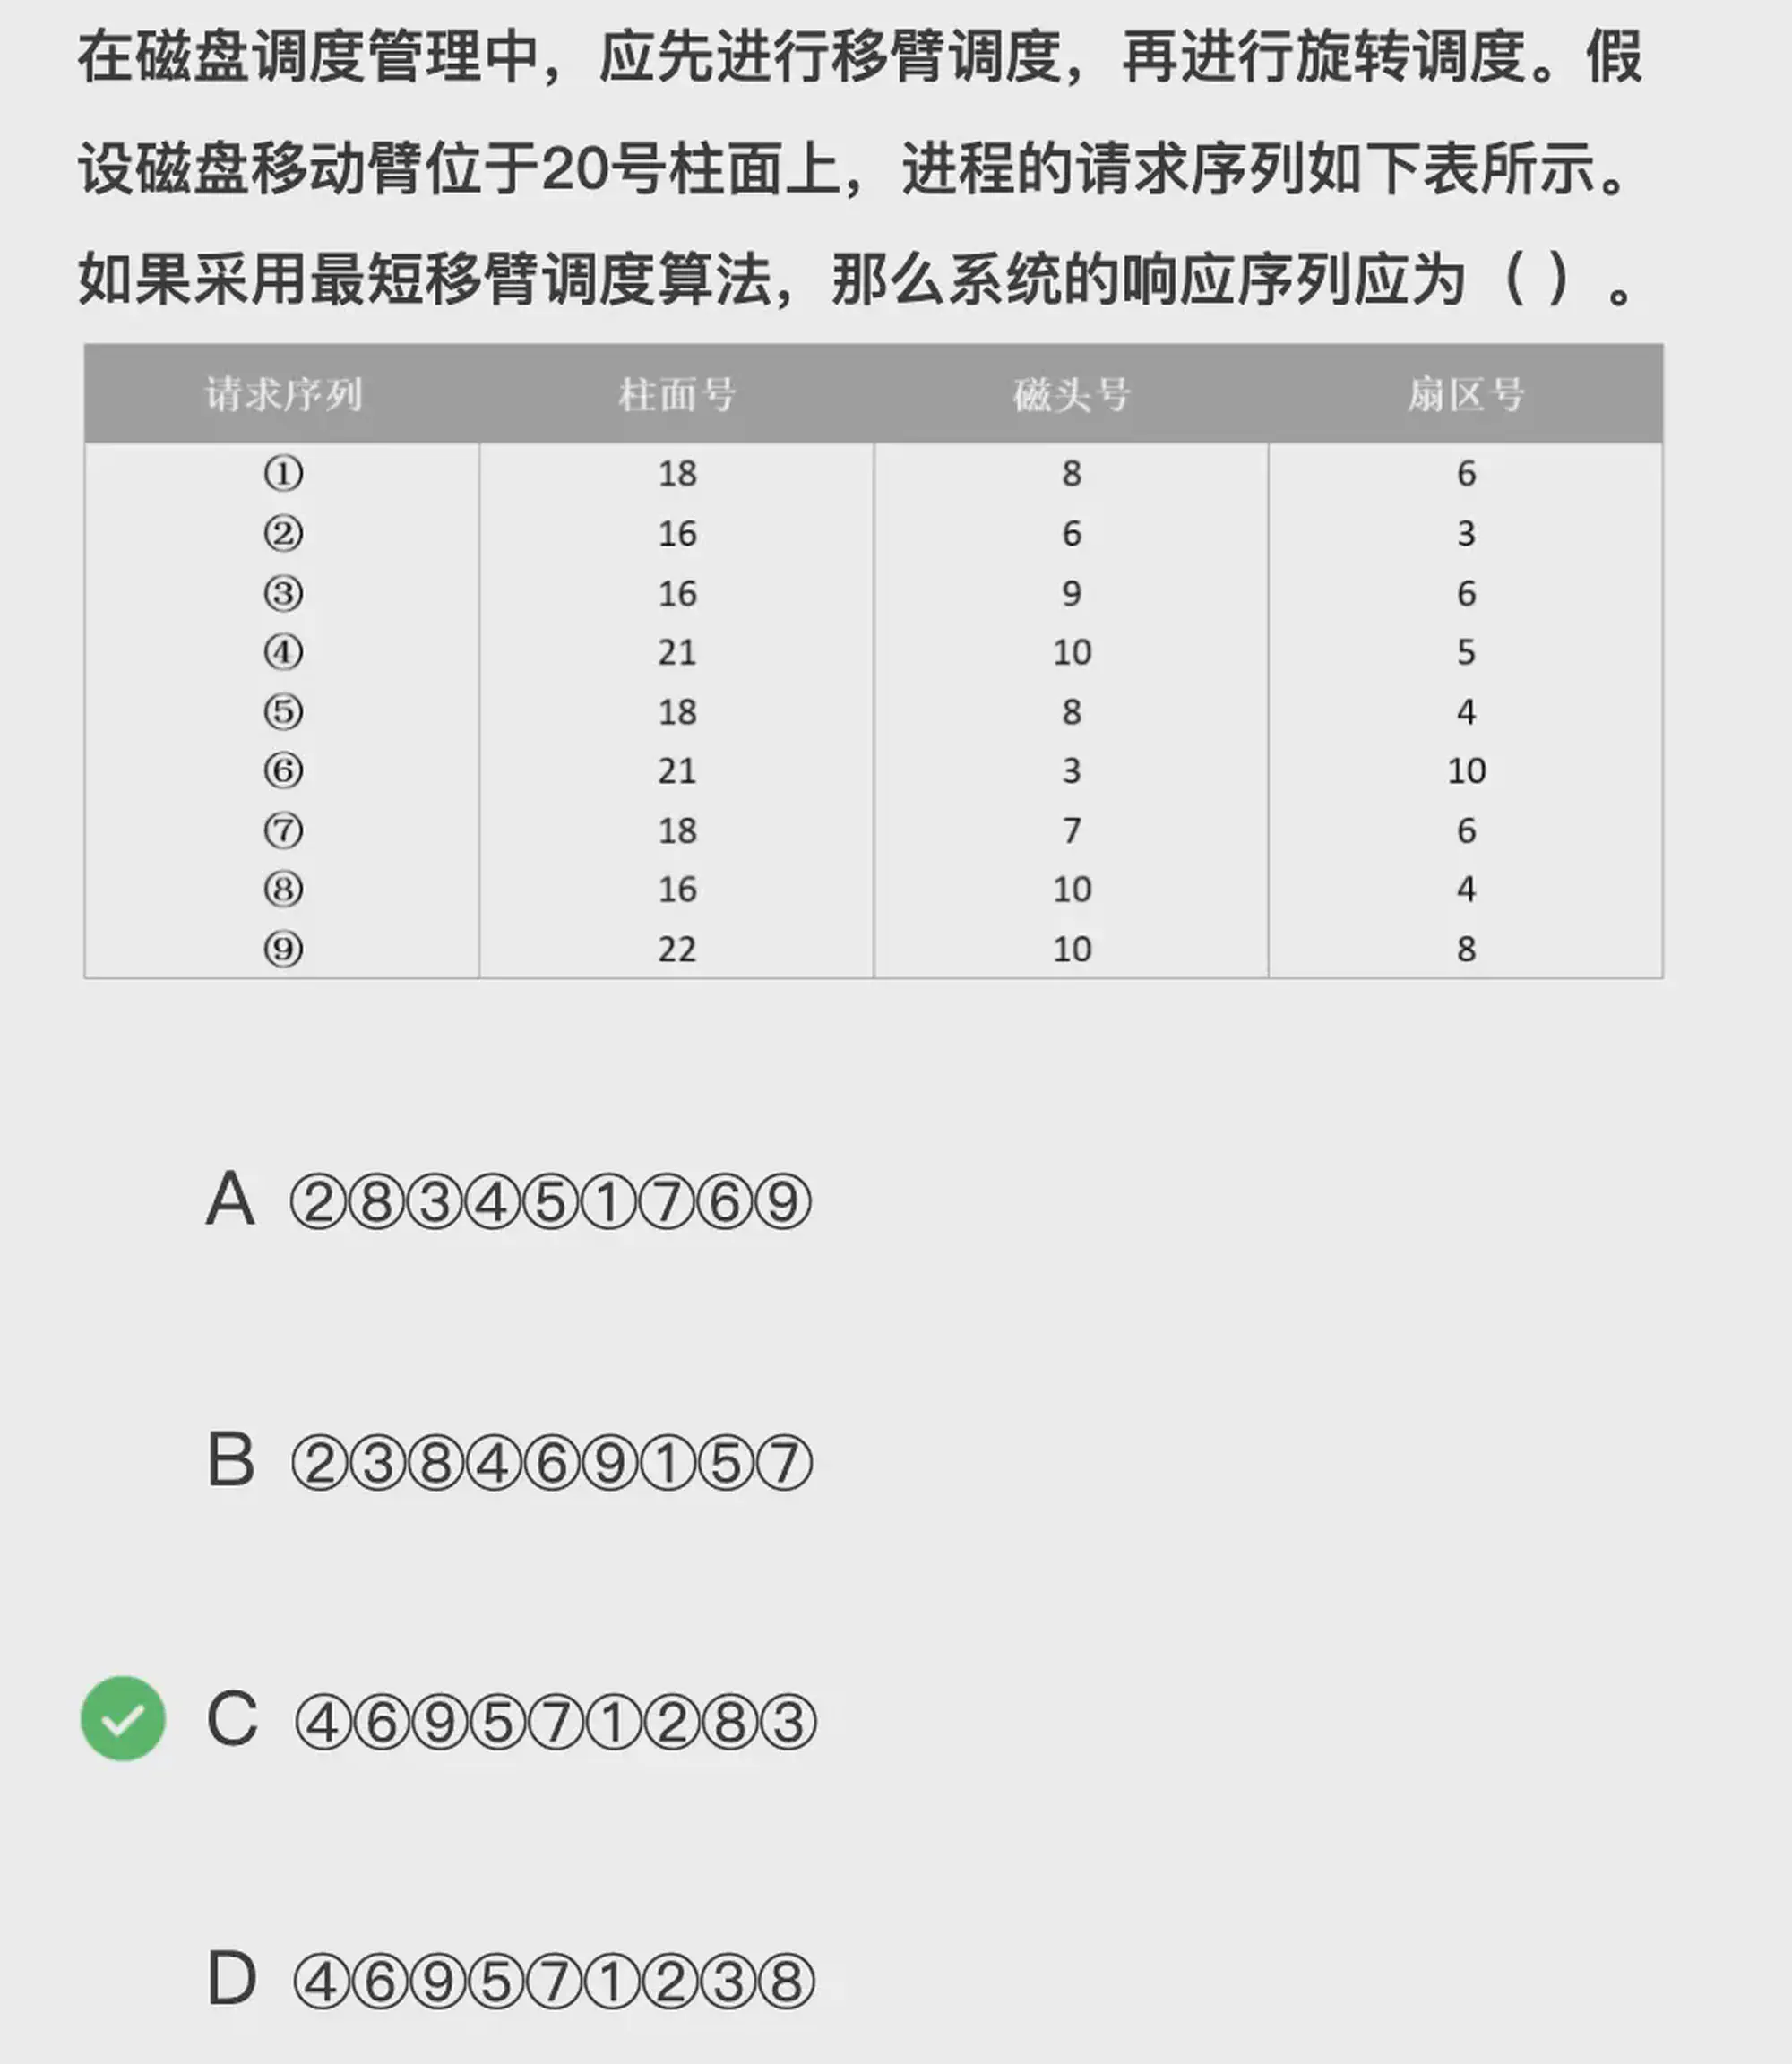 在磁盘调度管理中，应先进行移臂调度，再进行旋转调度。假
设磁盘移动臂位于20号柱面上，进程的请求序列如下表所示。
如果采用最短移臂调度算法，那么系统的响应序列应为（ ）。
请求序列 柱面号 磁头号 扇区号
① 18 8 6
② 16 6 3
③ 16 9 6
④ 21 10 5
⑤ 18 8 4
⑥ 21 3 10
⑦ 18 7 6
⑧ 16 10 4
⑨ 22 10 8
A ②⑧③④⑤①⑦⑥⑨
B ②③⑧④⑥⑨①⑤⑦
C ④⑥⑨⑤⑦①②⑧③
D ④⑥⑨⑤⑦①②③⑧